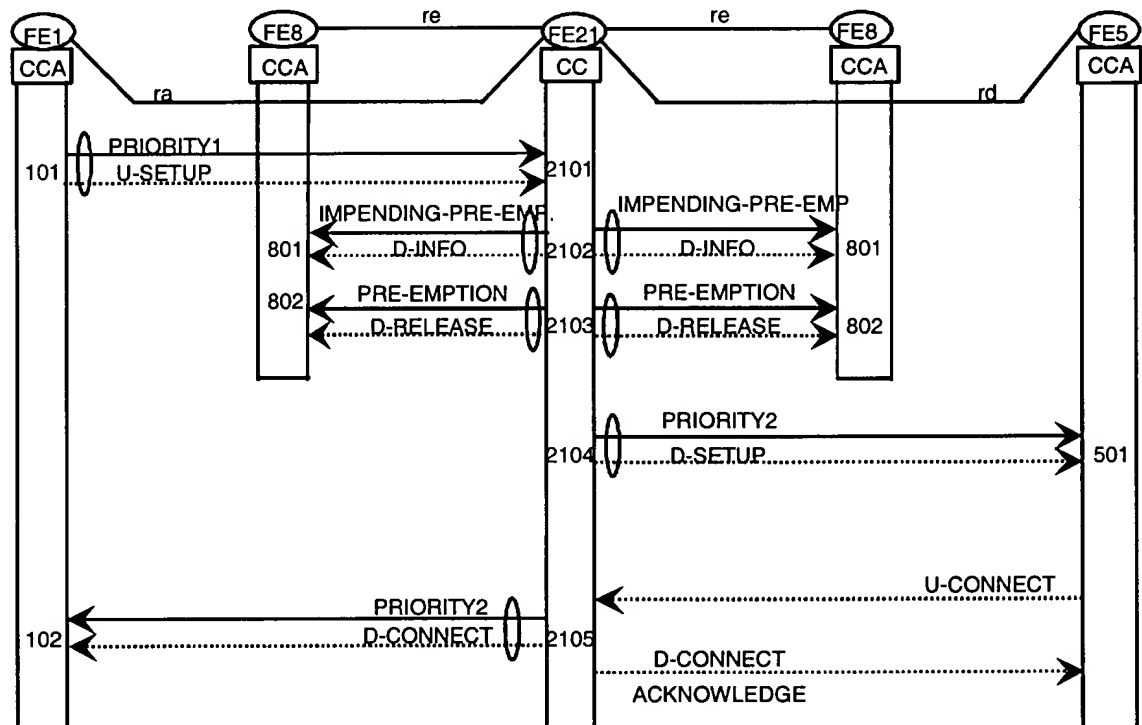 re re
FE1 FE8 FE21 FE8 FE5
CCA CCA CC CCA CCA
ra rd
PRIORITY1
101 U-SETUP 2101
IMPENDING-PRE-EMP. IMPENDING-PRE-EMP
801 D-INFO 2102 D-INFO 801
802 PRE-EMPTION PRE-EMPTION
D-RELEASE 2103 D-RELEASE 802
PRIORITY2
2104 D-SETUP 501
U-CONNECT
PRIORITY2
102 D-CONNECT 2105
D-CONNECT
ACKNOWLEDGE